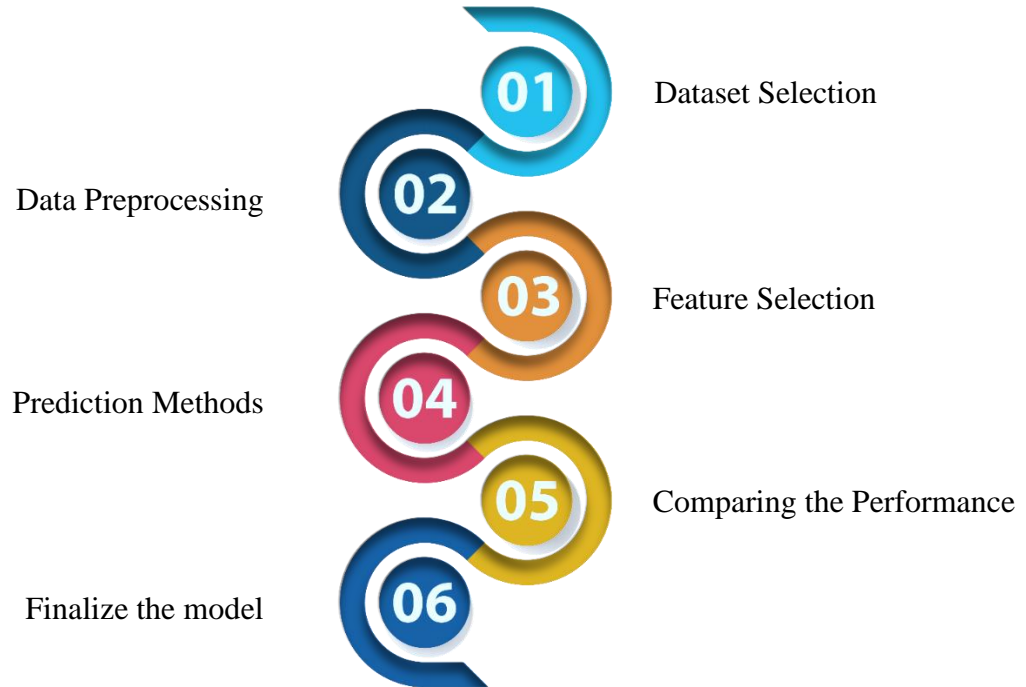 01
Dataset Selection
Data Preprocessing
02
03
Feature Selection
Prediction Methods
04
05
Comparing the Performance
Finalize the model
06